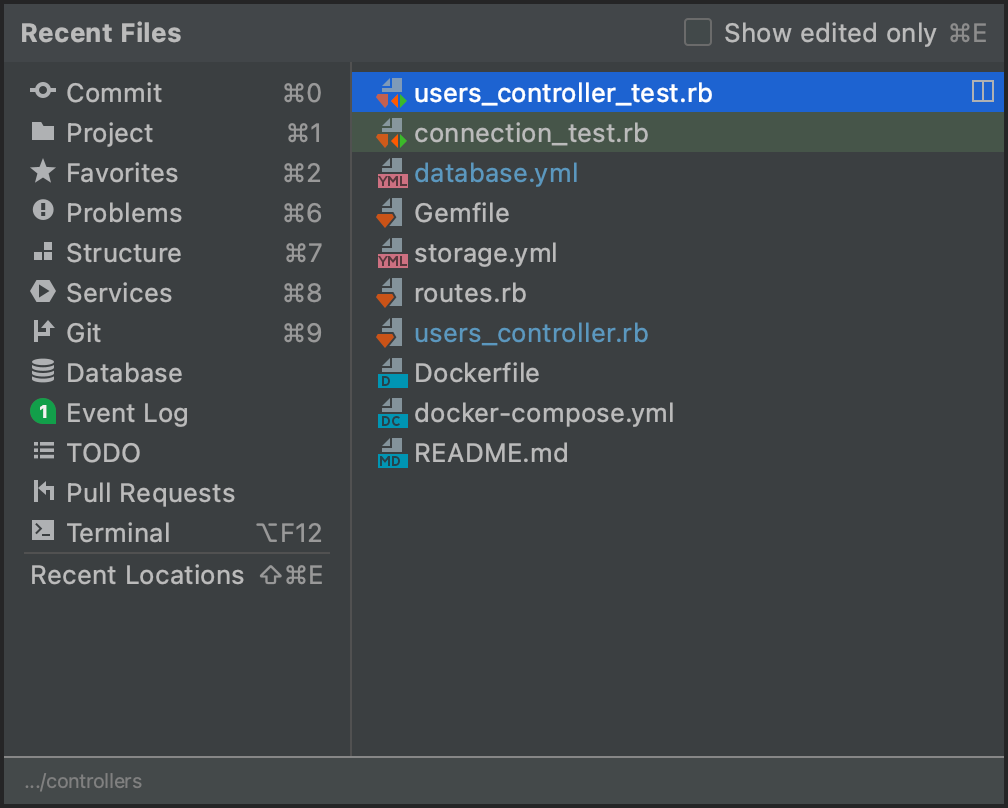 Recent Files
Show edited only ⌘E
Commit ⌘0
Project ⌘1
Favorites ⌘2
Problems ⌘6
Structure ⌘7
Services ⌘8
Git ⌘9
Database
1 Event Log
TODO
Pull Requests
Terminal ⌥F12
Recent Locations ⇧⌘E
users_controller_test.rb
connection_test.rb
YML database.yml
Gemfile
YML storage.yml
routes.rb
users_controller.rb
D Dockerfile
DC docker-compose.yml
MD README.md
.../controllers